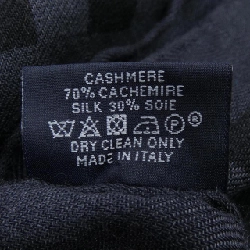 CASHMERE
70% CACHEMIRE
SILK 30% SOIE
P ®
DRY CLEAN ONLY
MADE IN ITALY